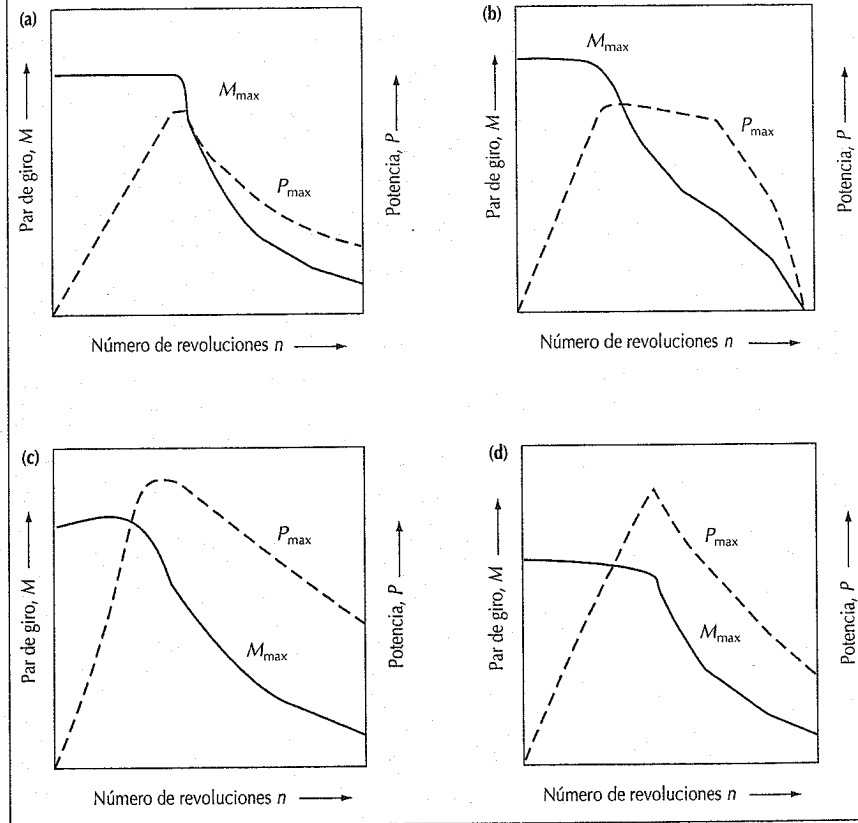 (a)
M_max
P_max
Par de giro, M
Potencia, P
Número de revoluciones n
(b)
M_max
P_max
Par de giro, M
Potencia, P
Número de revoluciones n
(c)
P_max
M_max
Par de giro, M
Potencia, P
Número de revoluciones n
(d)
P_max
M_max
Par de giro, M
Potencia, P
Número de revoluciones n